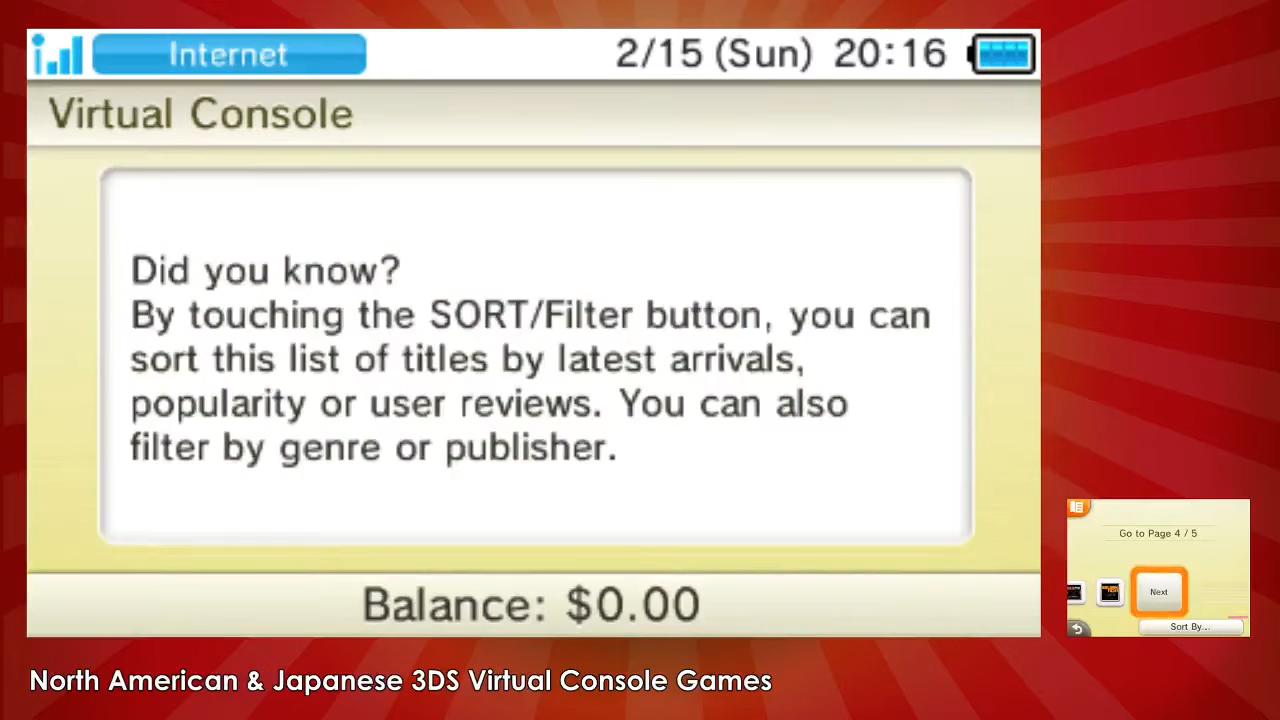 Internet
2/15 (Sun) 20:16
Virtual Console
Did you know?
By touching the SORT/Filter button, you can
sort this list of titles by latest arrivals,
popularity or user reviews. You can also
filter by genre or publisher.
Balance: $0.00
Go to Page 4 / 5
Next
Sort By...
North American & Japanese 3DS Virtual Console Games